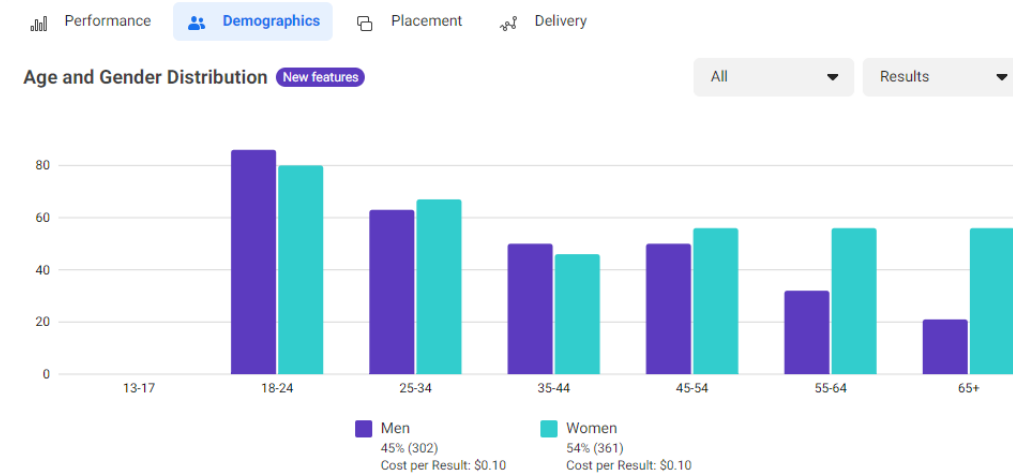 Performance Demographics Placement Delivery
Age and Gender Distribution New features All Results
80
60
40
20
0
13-17 18-24 25-34 35-44 45-54 55-64 65+
Men Women
45% (302) 54% (361)
Cost per Result: $0.10 Cost per Result: $0.10